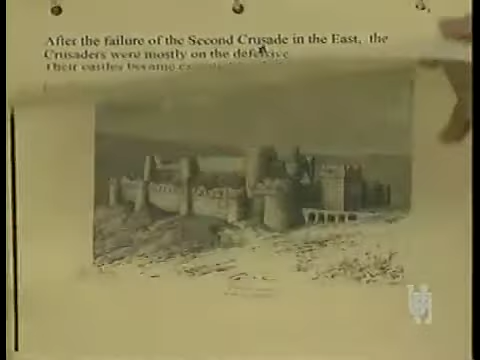 After the failure of the Second Crusade in the East, the
Crusaders were mostly on the defensive
Their castles became